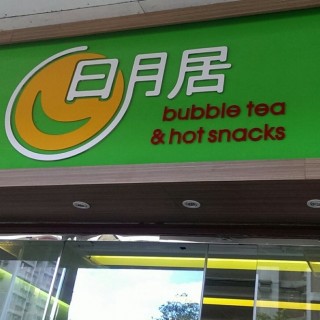 日月居
bubble tea
& hot snacks